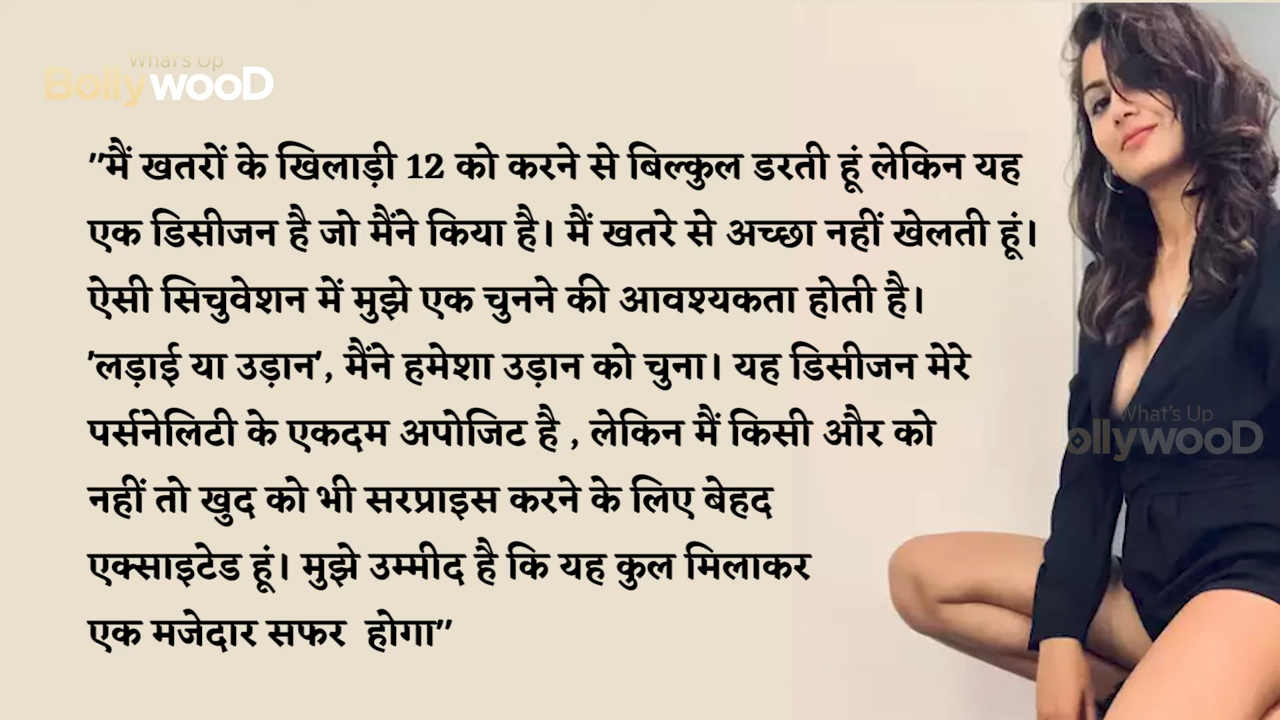 What's Up
BollywooD
"मैं खतरों के खिलाड़ी 12 को करने से बिल्कुल डरती हूं लेकिन यह
एक डिसीजन है जो मैंने किया है। मैं खतरे से अच्छा नहीं खेलती हूं।
ऐसी सिचुवेशन में मुझे एक चुनने की आवश्यकता होती है।
'लड़ाई या उड़ान', मैंने हमेशा उड़ान को चुना। यह डिसीजन मेरे
पर्सनेलिटी के एकदम अपोजिट है , लेकिन मैं किसी और को
नहीं तो खुद को भी सरप्राइस करने के लिए बेहद
एक्साइटेड हूं। मुझे उम्मीद है कि यह कुल मिलाकर
एक मजेदार सफर होगा"
What's Up
ollywooD